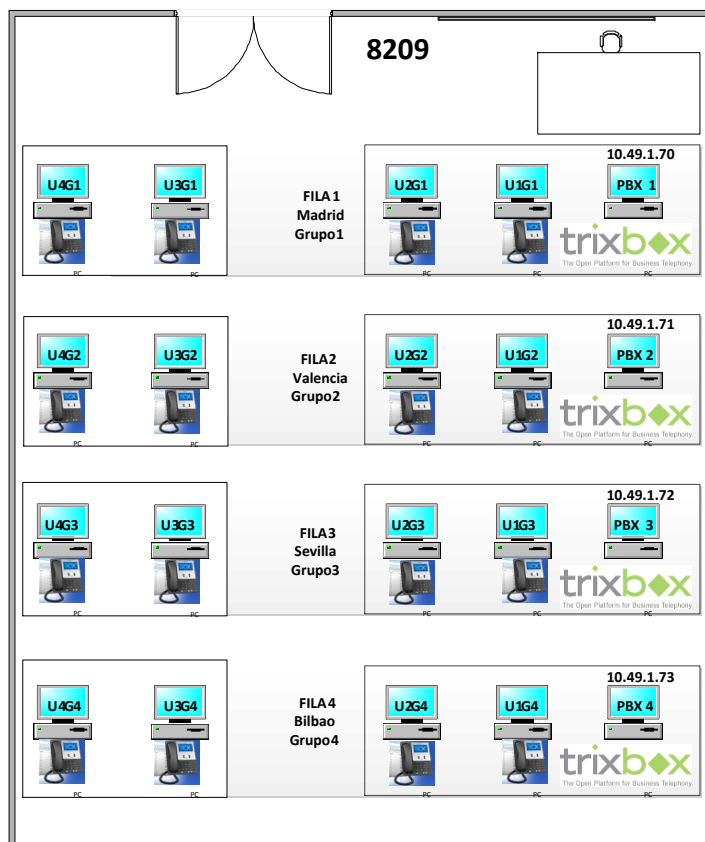 8209
10.49.1.70
U4G1 U3G1 U2G1 U1G1 PBX 1
FILA1
Madrid
Grupo1
trixbox
The Open Platform for Business Telephony
PC PC PC PC PC
10.49.1.71
U4G2 U3G2 U2G2 U1G2 PBX 2
FILA2
Valencia
Grupo2
trixbox
The Open Platform for Business Telephony
PC PC PC PC PC
10.49.1.72
U4G3 U3G3 U2G3 U1G3 PBX 3
FILA3
Sevilla
Grupo3
trixbox
The Open Platform for Business Telephony
PC PC PC PC PC
10.49.1.73
U4G4 U3G4 U2G4 U1G4 PBX 4
FILA4
Bilbao
Grupo4
trixbox
The Open Platform for Business Telephony
PC PC PC PC PC